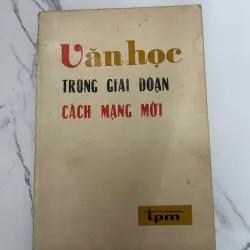 Văn học
TRONG GIAI ĐOẠN
CÁCH MẠNG MỚI
tpm